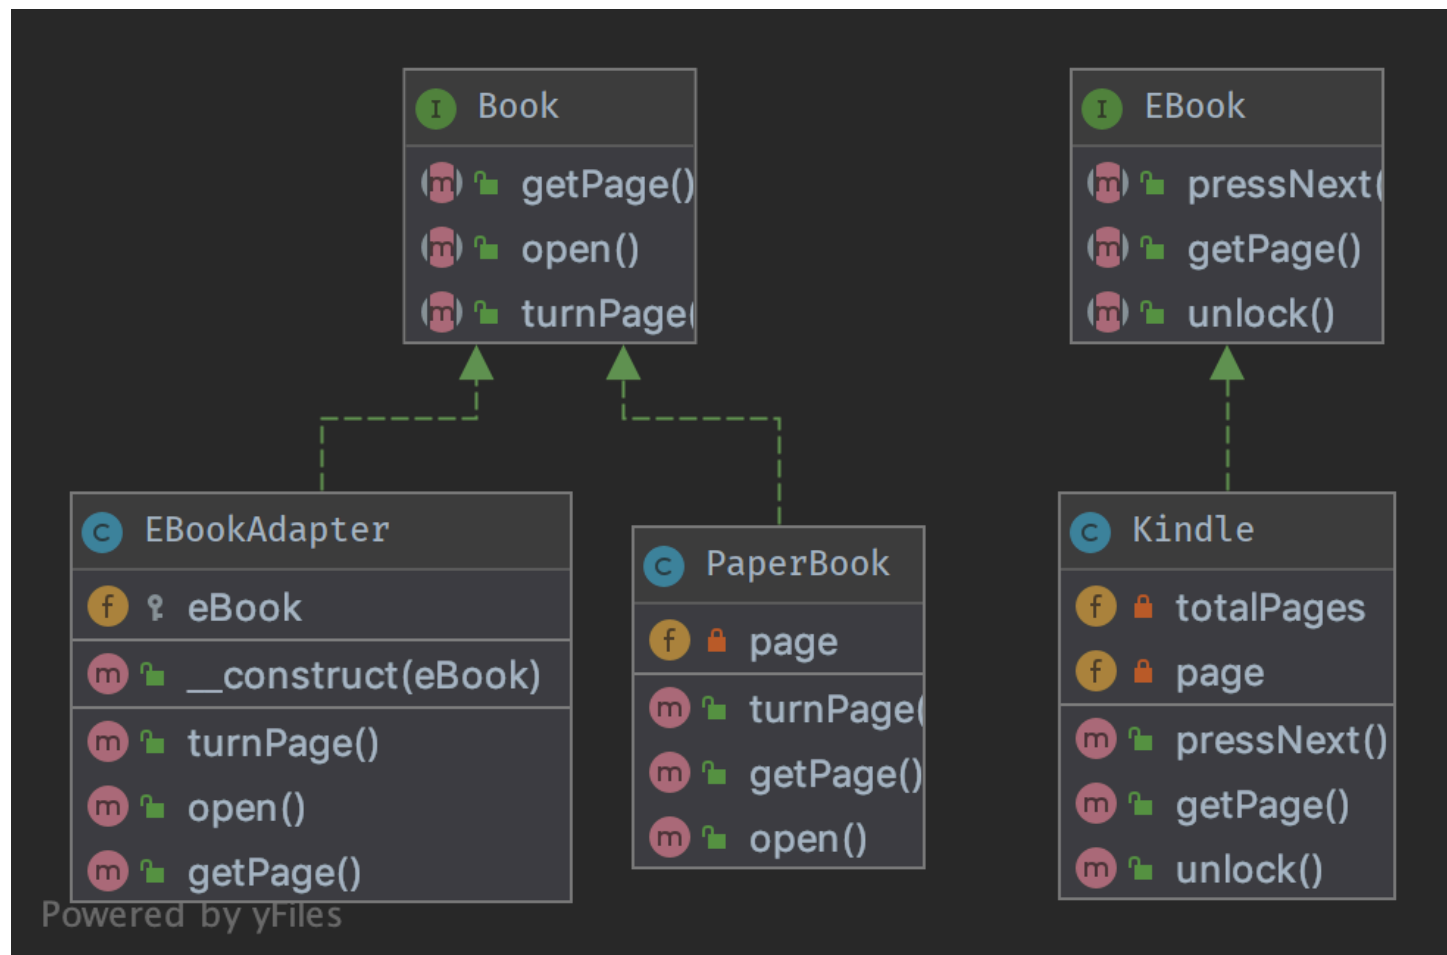 Book
getPage()
open()
turnPage(
EBook
pressNext(
getPage()
unlock()
EBookAdapter
eBook
__construct(eBook)
turnPage()
open()
getPage()
PaperBook
page
turnPage(
getPage()
open()
Kindle
totalPages
page
pressNext()
getPage()
unlock()
Powered by yFiles